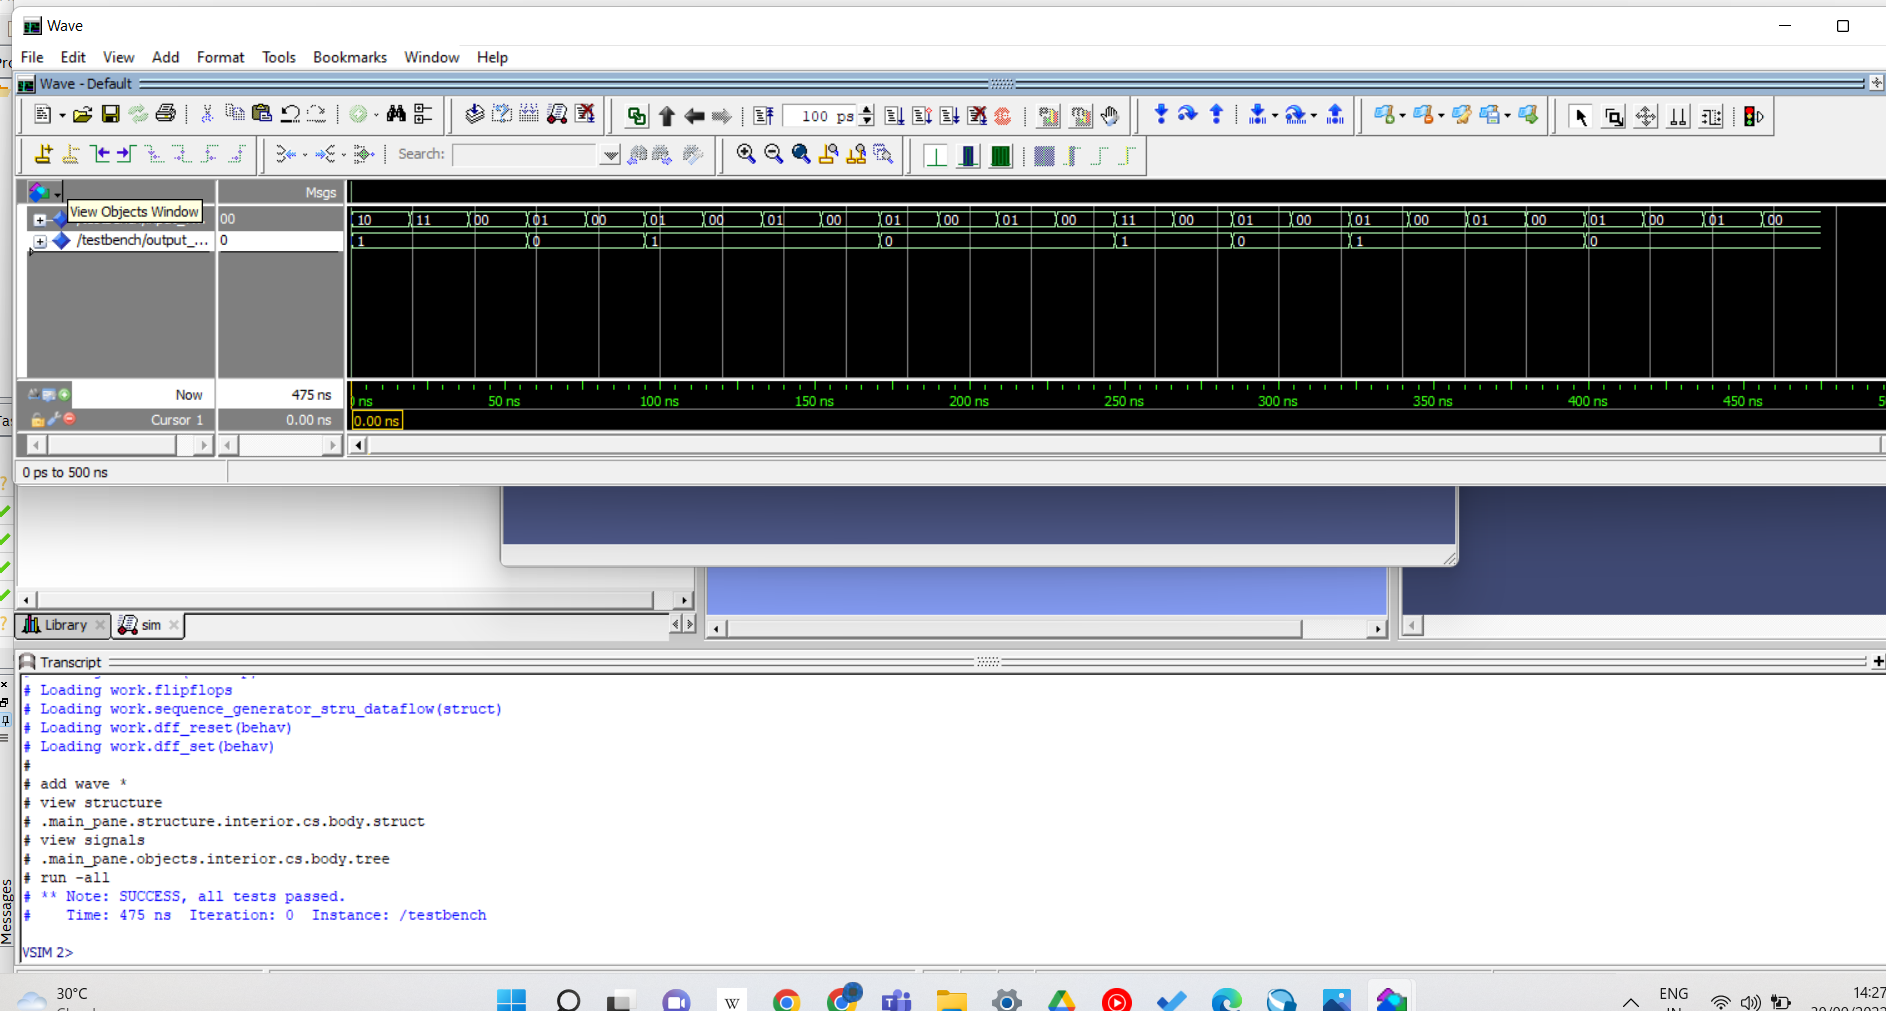 Wave
File Edit View Add Format Tools Bookmarks Window Help
Wave - Default
100 ps
Search:
Msgs
View Objects Window
00
10 11 00 01 00 01 00 01 00 01 00 01 00 11 00 01 00 01 00 01 00 01 00 01 00
/testbench/output_... 0
1 0 1 0 1 0 1 0
Now 475 ns
ns 50 ns 100 ns 150 ns 200 ns 250 ns 300 ns 350 ns 400 ns 450 ns
Cursor 1 0.00 ns
0.00 ns
0 ps to 500 ns
Library sim
Transcript
# Loading work.flipflops
# Loading work.sequence_generator_stru_dataflow(struct)
# Loading work.dff_reset(behav)
# Loading work.dff_set(behav)
#
# add wave *
# view structure
# .main_pane.structure.interior.cs.body.struct
# view signals
# .main_pane.objects.interior.cs.body.tree
# run -all
# ** Note: SUCCESS, all tests passed.
# Time: 475 ns Iteration: 0 Instance: /testbench
VSIM 2>
Messages
30°C
W
ENG
14:27